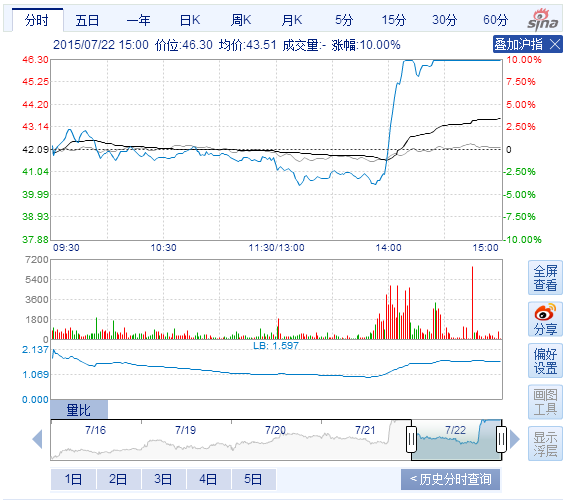 分时 五日 一年 日K 周K 月K 5分 15分 30分 60分 sina
2015/07/22 15:00 价位:46.30 均价:43.51 成交量:- 涨幅:10.00% 叠加沪指
46.30 10.00%
45.25 7.50%
44.20 5.00%
43.14 2.50%
42.09 0
41.04 2.50%
39.99 5.00%
38.93 7.50%
37.88 10.00%
09:30 10:30 11:30/13:00 14:00 15:00
7200
5400
3600
1800
0
全屏
查看
分享
LB: 1.597
2.137
1.069
0.000
偏好
设置
量比
画图
工具
7/16 7/19 7/20 7/21 7/22
显示
浮层
1日 2日 3日 4日 5日 <历史分时查询